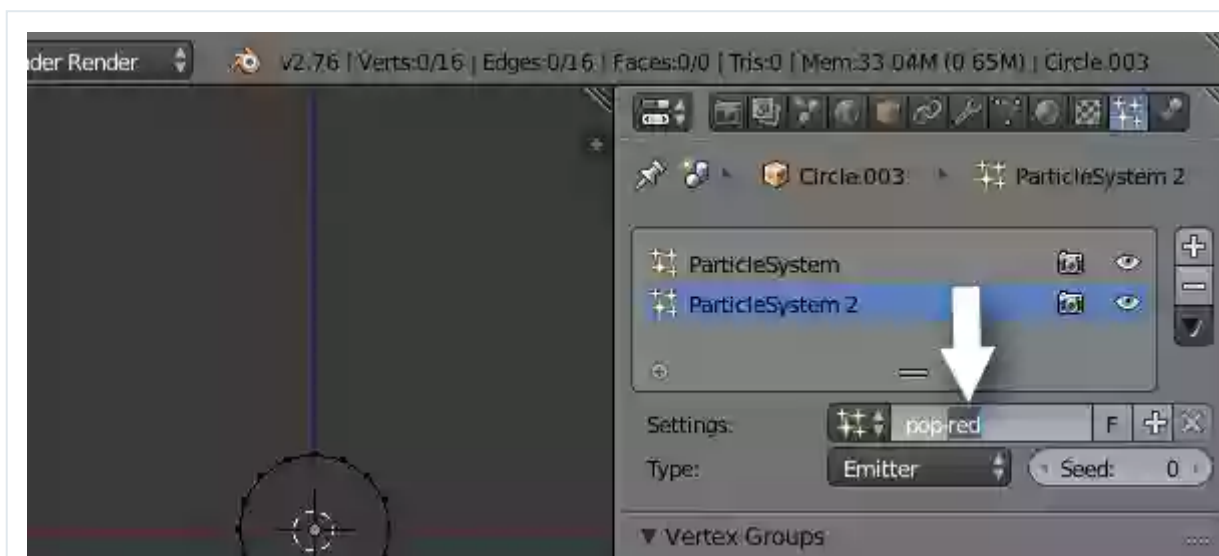 nder Render v2.76 | Verts:0/16 | Edges:0/16 | Faces:0/0 | Tris:0 | Mem:33.04M (0.65M) | Circle.003
Circle.003 ParticleSystem 2
ParticleSystem
ParticleSystem 2
Settings: pop-red F
Type: Emitter Seed: 0
Vertex Groups